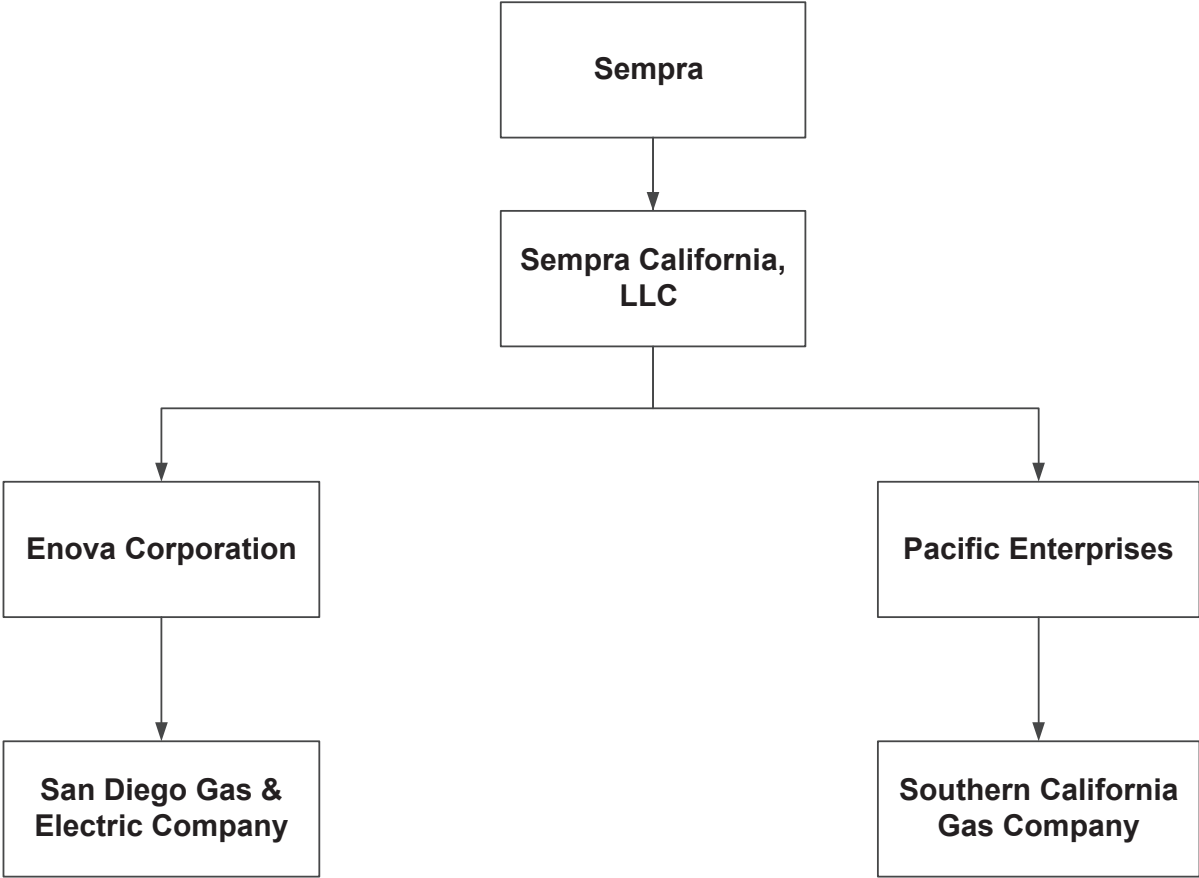 Sempra
Sempra California,
LLC
Enova Corporation
Pacific Enterprises
San Diego Gas &
Electric Company
Southern California
Gas Company